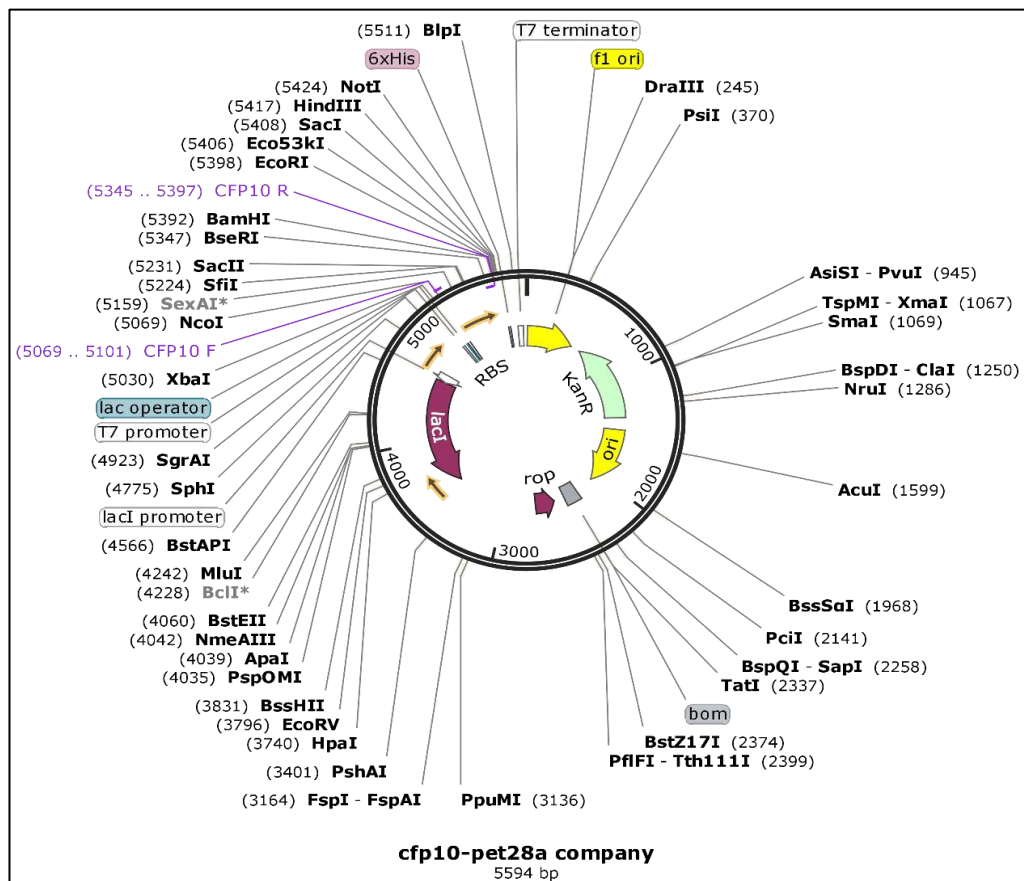 (5511) BlpI
T7 terminator
6xHis
f1 ori
(5424) NotI
(5417) HindIII
(5408) SacI
(5406) Eco53kI
(5398) EcoRI
(5345 .. 5397) CFP10 R
(5392) BamHI
(5347) BseRI
(5231) SacII
(5224) SfiI
(5159) SexAI*
(5069) NcoI
(5069 .. 5101) CFP10 F
(5030) XbaI
lac operator
T7 promoter
(4923) SgrAI
(4775) SphI
lacI promoter
(4566) BstAPI
(4242) MluI
(4228) BclI*
(4060) BstEII
(4042) NmeAIII
(4039) ApaI
(4035) PspOMI
(3831) BssHII
(3796) EcoRV
(3740) HpaI
(3401) PshAI
(3164) FspI - FspAI
PpuMI (3136)
DraIII (245)
PsiI (370)
AsiSI - PvuI (945)
TspMI - XmaI (1067)
SmaI (1069)
BspDI - ClaI (1250)
NruI (1286)
AcuI (1599)
BssSαI (1968)
PciI (2141)
BspQI - SapI (2258)
TatI (2337)
bom
BstZ17I (2374)
PflFI - Tth111I (2399)
1000
2000
3000
4000
5000
RBS
KanR
ori
rop
lacI
cfp10-pet28a company
5594 bp